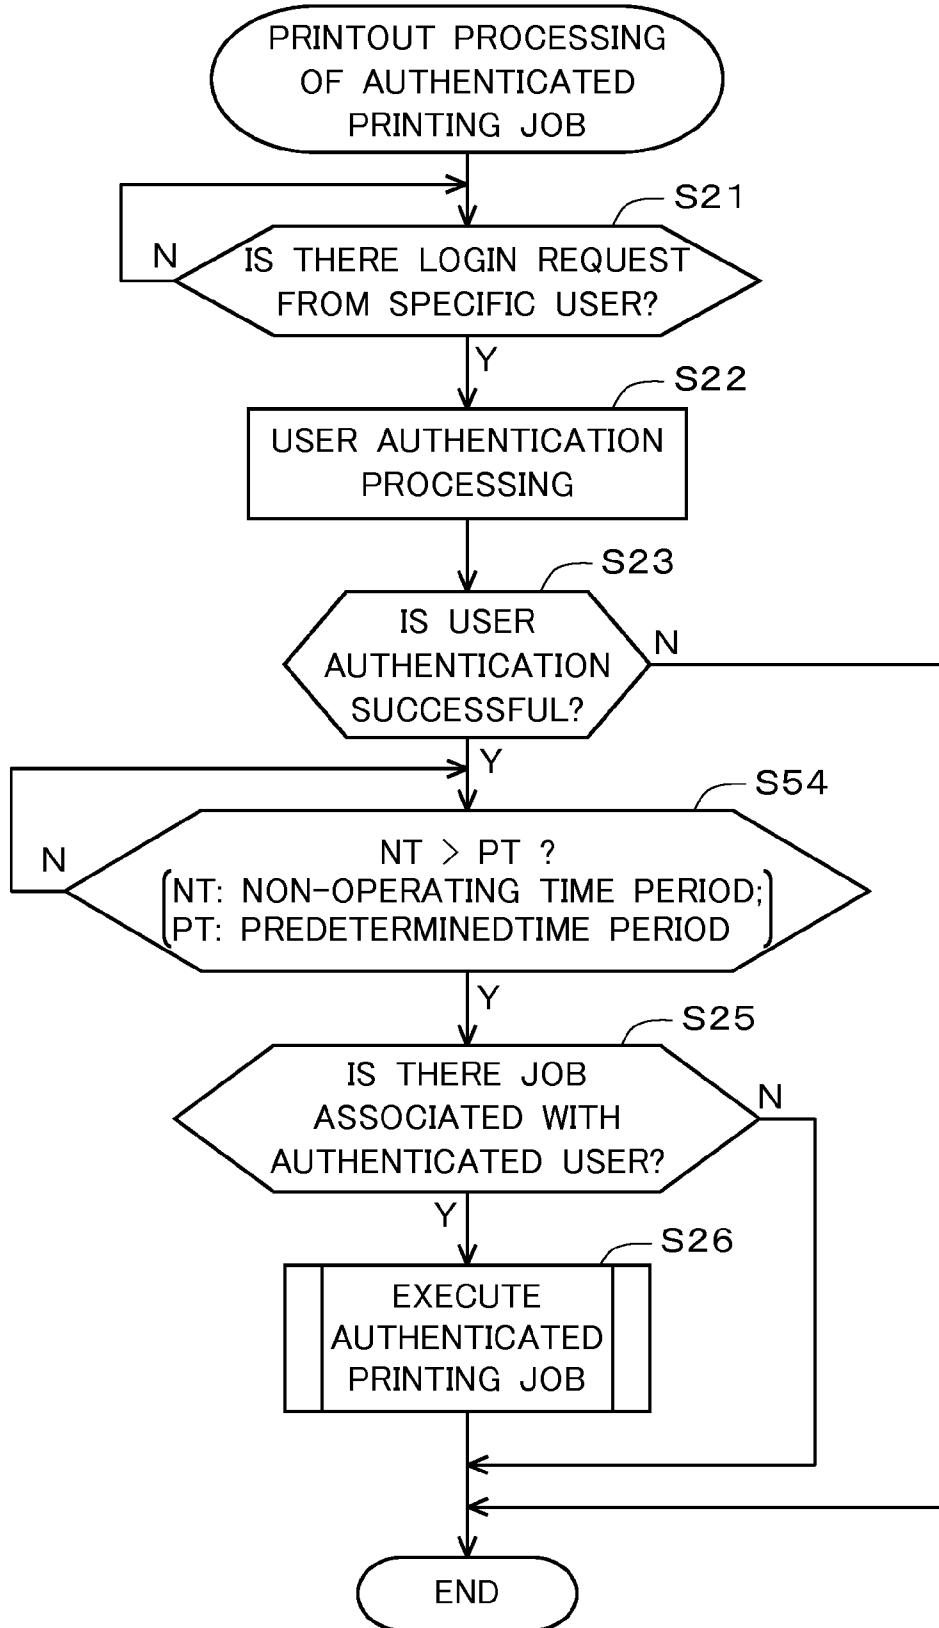 PRINTOUT PROCESSING
OF AUTHENTICATED
PRINTING JOB
S21
N
IS THERE LOGIN REQUEST
FROM SPECIFIC USER?
Y
S22
USER AUTHENTICATION
PROCESSING
S23
IS USER
AUTHENTICATION
SUCCESSFUL?
N
Y
S54
N
NT > PT ?
(NT: NON-OPERATING TIME PERIOD;
PT: PREDETERMINEDTIME PERIOD)
Y
S25
IS THERE JOB
ASSOCIATED WITH
AUTHENTICATED USER?
N
Y
S26
EXECUTE
AUTHENTICATED
PRINTING JOB
END